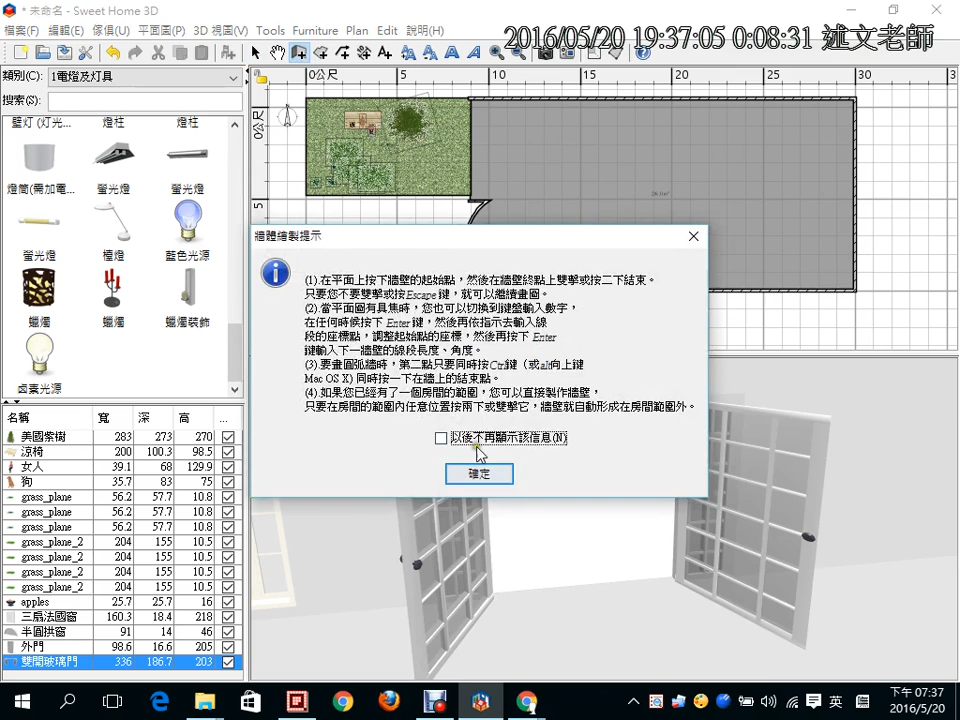 * 未命名 - Sweet Home 3D
檔案(F) 編輯(E) 傢俱(U) 平面圖(P) 3D 視圖(V) Tools Furniture Plan Edit 說明(H)
2016/05/20 19:37:05 0:08:31 述文老師
類別(C): 1電燈及灯具
搜索(S):
0公尺 5 10 15 20 25 30 3
0公尺
5
壁灯 (灯光... 燈柱 燈柱
燈筒(需加電... 螢光燈 螢光燈
螢光燈 檯燈 藍色光源
蠟燭 蠟燭 蠟燭裝飾
鹵素光源
牆體繪製提示
(1).在平面上按下牆壁的起始點，然後在牆壁終點上雙擊或按二下結束。
只要您不要雙擊或按Escape 鍵，就可以繼續畫圖。
(2).當平面圖有具焦時，您也可以切換到鍵盤輸入數字，
在任何時候按下 Enter 鍵，然後再依指示去輸入線
段的座標點，調整起始點的座標，然後再按下 Enter
鍵輸入下一牆壁的線段長度、角度。
(3).要畫圓弧牆時，第二點只要同時按Ctrl鍵（或alt向上鍵
Mac OS X) 同時按一下在牆上的結束點。
(4).如果您已經有了一個房間的範圍，您可以直接製作牆壁，
只要在房間的範圍內任意位置按兩下或雙擊它，牆壁就自動形成在房間範圍外。
以後不再顯示該信息(N)
確定
名稱 寬 深 高 ...
美國紫樹 283 273 270
涼椅 200 100.3 98.5
女人 39.1 68 129.9
狗 35.7 83 75
grass_plane 56.2 57.7 10.8
grass_plane 56.2 57.7 10.8
grass_plane 56.2 57.7 10.8
grass_plane_2 204 155 10.5
grass_plane_2 204 155 10.5
grass_plane_2 204 155 10.5
grass_plane_2 204 155 10.5
apples 25.7 25.7 16
三扇法國窗 160.3 18.4 218
半圓拱窗 91 14 46
外門 98.6 16.6 205
雙開玻璃門 336 186.7 203
英
下午 07:37
2016/5/20